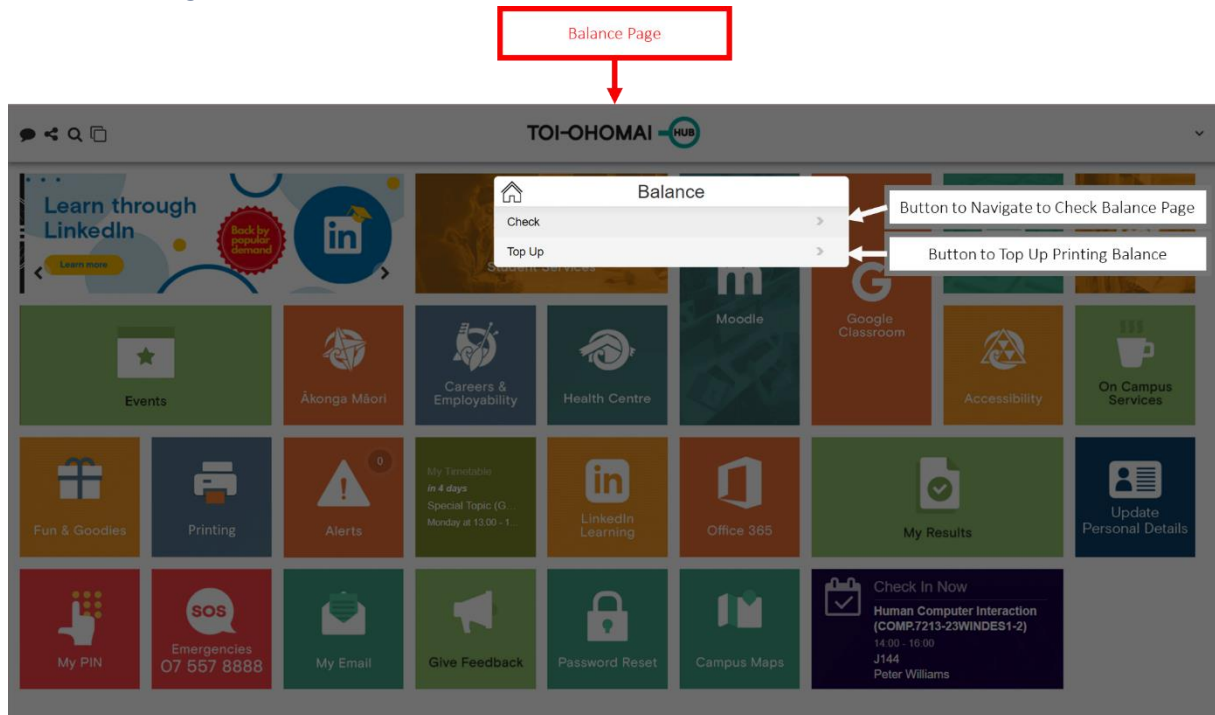 Balance Page
TOI-OHOMAI HUB
Learn through
LinkedIn
Learn more
Back by
popular
demand
in
Balance
Check
Top Up
Button to Navigate to Check Balance Page
Button to Top Up Printing Balance
Student Services
m
Moodle
G
Google
Classroom
Events
Ākonga Māori
Careers &
Employability
Health Centre
Accessibility
On Campus
Services
Fun & Goodies
Printing
0
Alerts
My Timetable
in 4 days
Special Topic (G...
Monday at 13:00 - 1...
in
LinkedIn
Learning
Office 365
My Results
Update
Personal Details
My PIN
SOS
Emergencies
07 557 8888
My Email
Give Feedback
Password Reset
Campus Maps
Check In Now
Human Computer Interaction
(COMP.7213-23WINDES1-2)
14:00 - 16:00
J144
Peter Williams